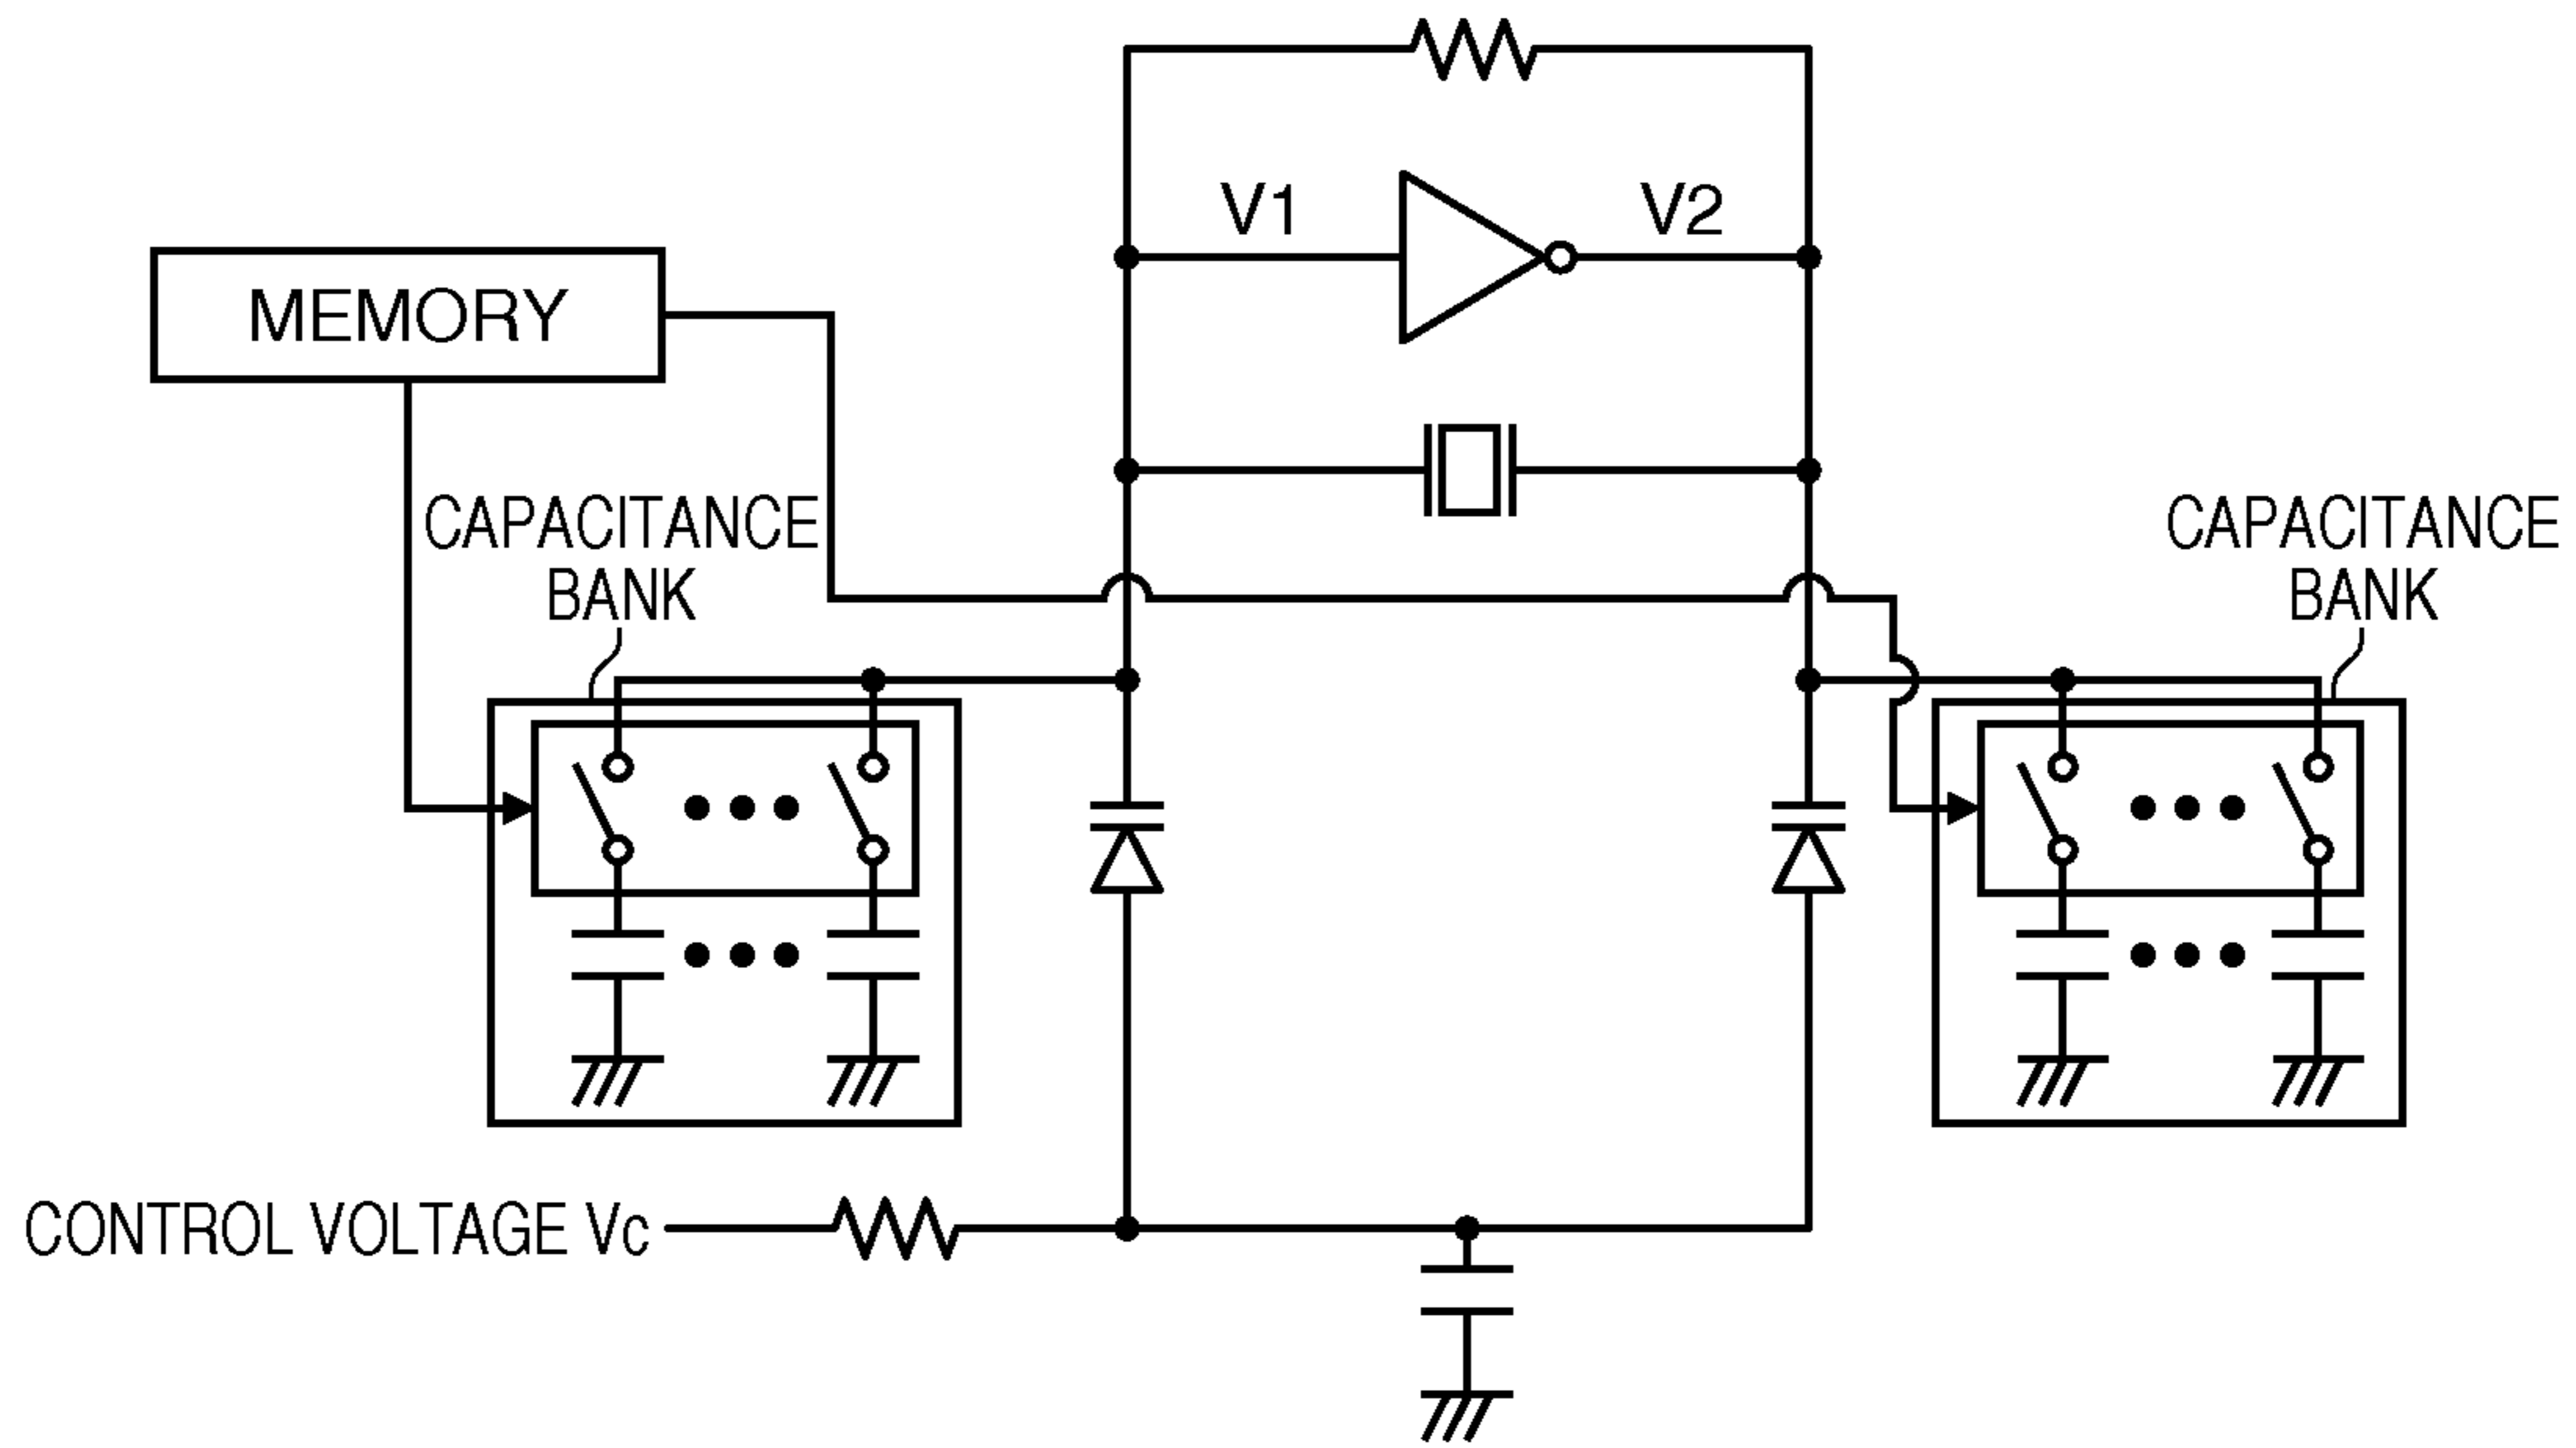 V1
V2
MEMORY
CAPACITANCE
BANK
CAPACITANCE
BANK
CONTROL VOLTAGE Vc